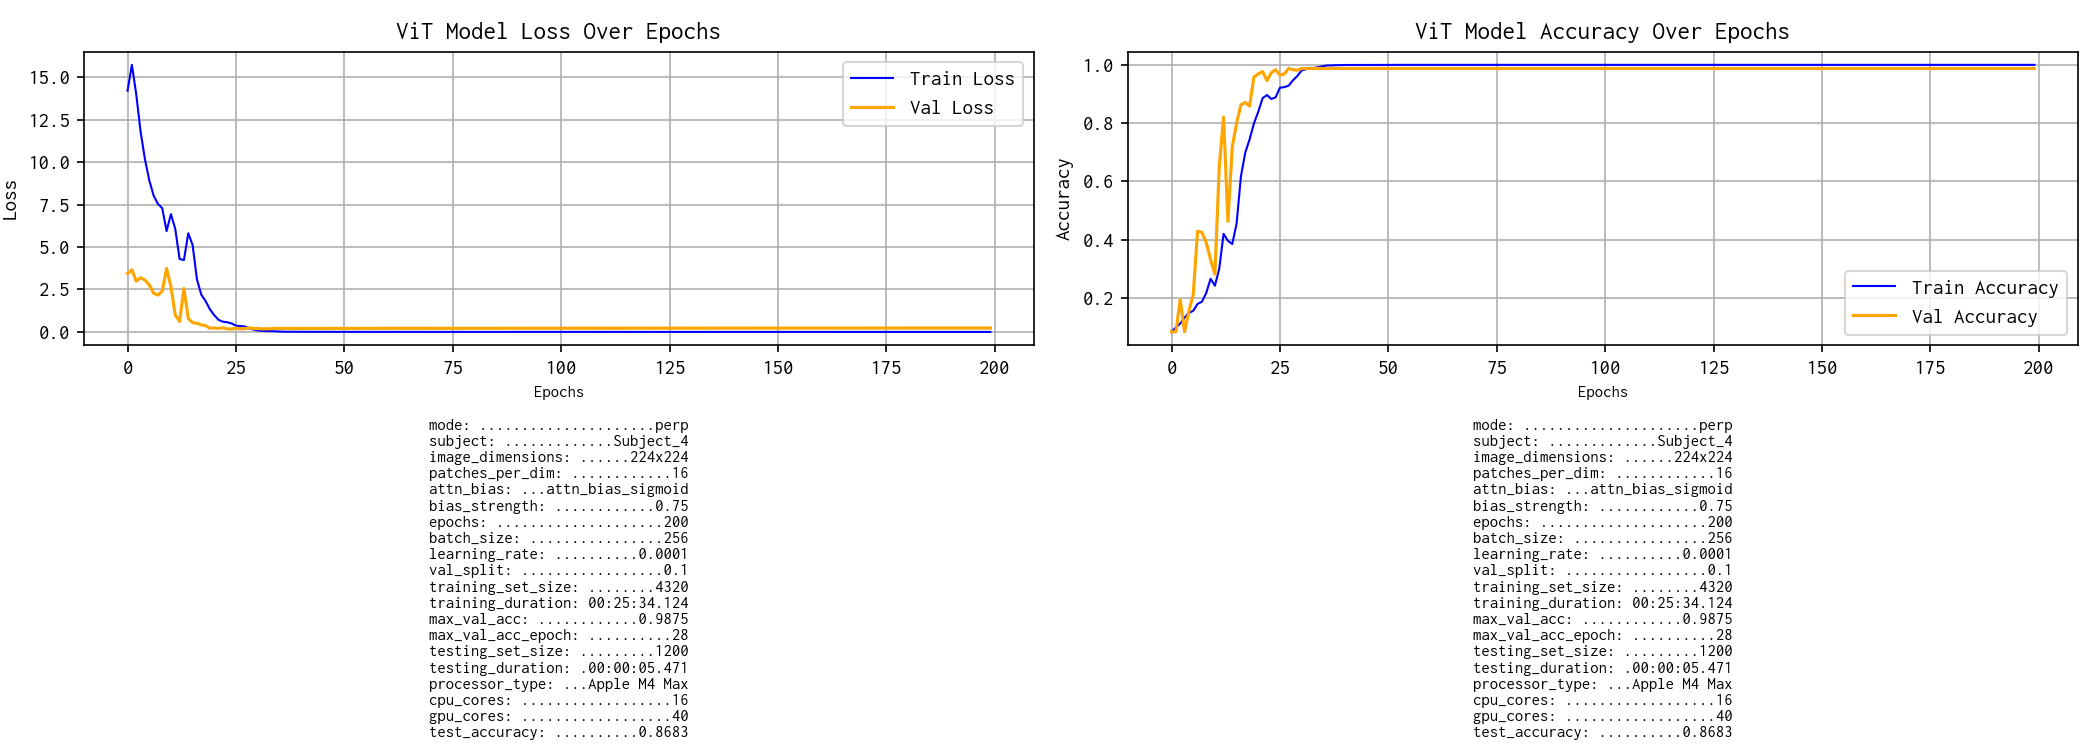 ViT Model Loss Over Epochs
15.0
12.5
10.0
7.5
5.0
2.5
0.0
Loss
Train Loss
Val Loss
0 25 50 75 100 125 150 175 200
Epochs
mode: .....................perp
subject: .............Subject_4
image_dimensions: ......224x224
patches_per_dim: ............16
attn_bias: ...attn_bias_sigmoid
bias_strength: ............0.75
epochs: ....................200
batch_size: ................256
learning_rate: ..........0.0001
val_split: .................0.1
training_set_size: ........4320
training_duration: 00:25:34.124
max_val_acc: ............0.9875
max_val_acc_epoch: ..........28
testing_set_size: .........1200
testing_duration: .00:00:05.471
processor_type: ...Apple M4 Max
cpu_cores: ..................16
gpu_cores: ..................40
test_accuracy: ..........0.8683
ViT Model Accuracy Over Epochs
1.0
0.8
0.6
0.4
0.2
Accuracy
Train Accuracy
Val Accuracy
0 25 50 75 100 125 150 175 200
Epochs
mode: .....................perp
subject: .............Subject_4
image_dimensions: ......224x224
patches_per_dim: ............16
attn_bias: ...attn_bias_sigmoid
bias_strength: ............0.75
epochs: ....................200
batch_size: ................256
learning_rate: ..........0.0001
val_split: .................0.1
training_set_size: ........4320
training_duration: 00:25:34.124
max_val_acc: ............0.9875
max_val_acc_epoch: ..........28
testing_set_size: .........1200
testing_duration: .00:00:05.471
processor_type: ...Apple M4 Max
cpu_cores: ..................16
gpu_cores: ..................40
test_accuracy: ..........0.8683